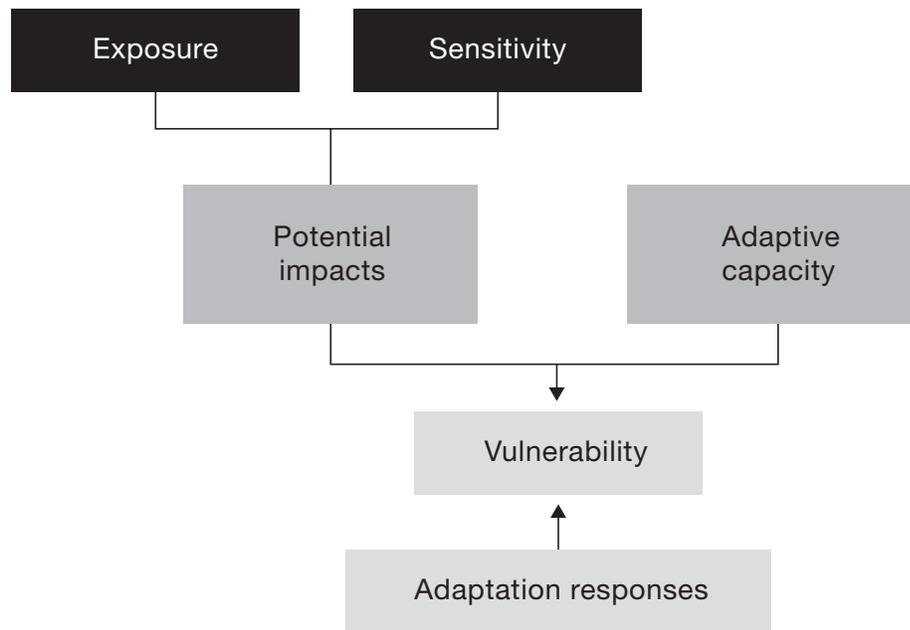 Exposure
Sensitivity
Potential
impacts
Adaptive
capacity
Vulnerability
Adaptation responses